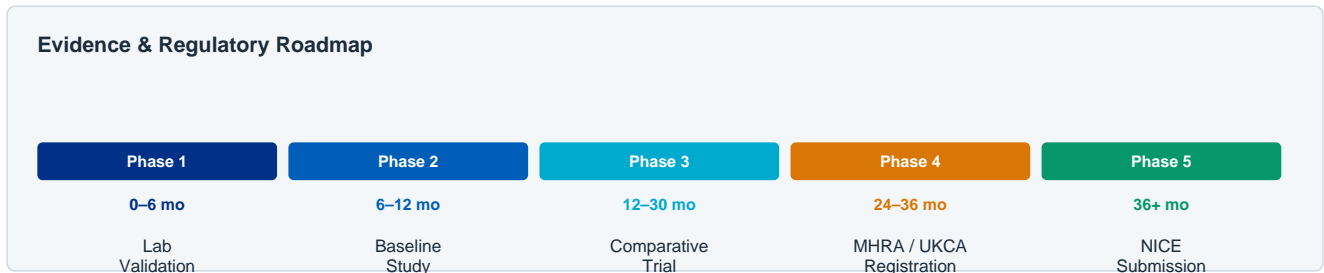 Evidence & Regulatory Roadmap
Phase 1
Phase 2
Phase 3
Phase 4
Phase 5
0–6 mo
6–12 mo
12–30 mo
24–36 mo
36+ mo
Lab
Validation
Baseline
Study
Comparative
Trial
MHRA / UKCA
Registration
NICE
Submission